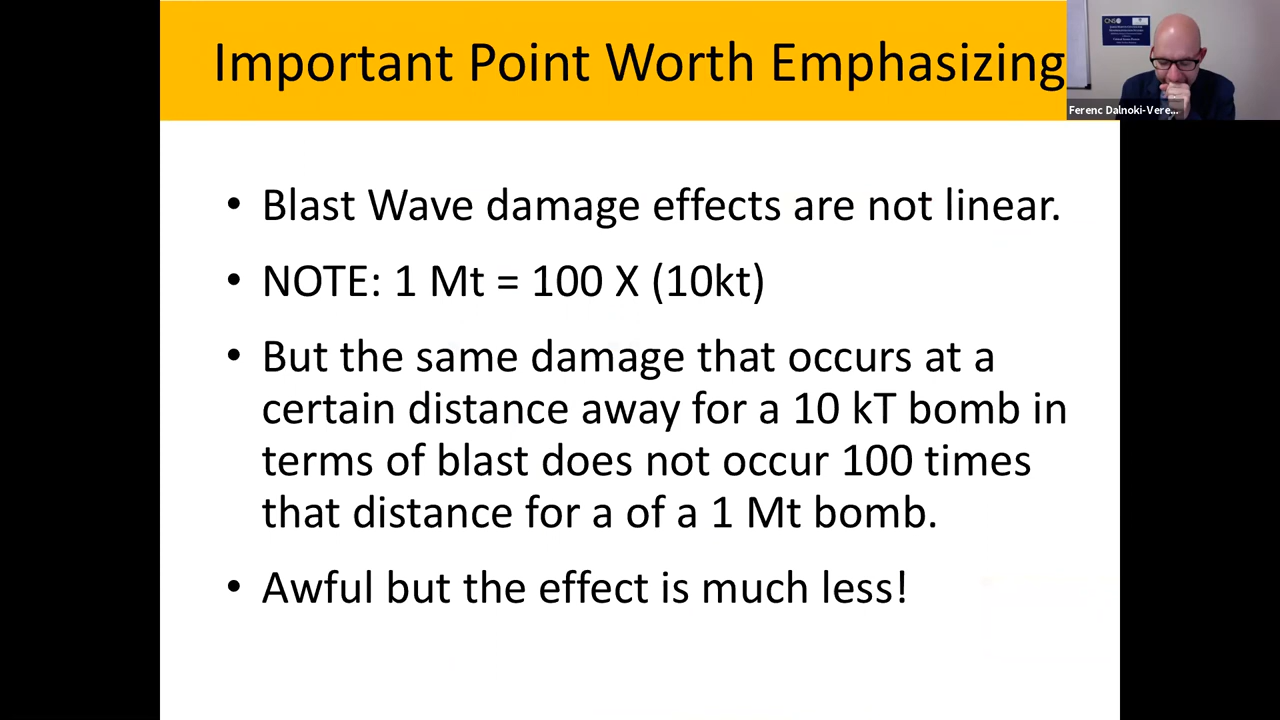 Important Point Worth Emphasizing
CNS
Ferenc Dalnoki-Vere...
• Blast Wave damage effects are not linear.
• NOTE: 1 Mt = 100 X (10kt)
• But the same damage that occurs at a
certain distance away for a 10 kT bomb in
terms of blast does not occur 100 times
that distance for a of a 1 Mt bomb.
• Awful but the effect is much less!